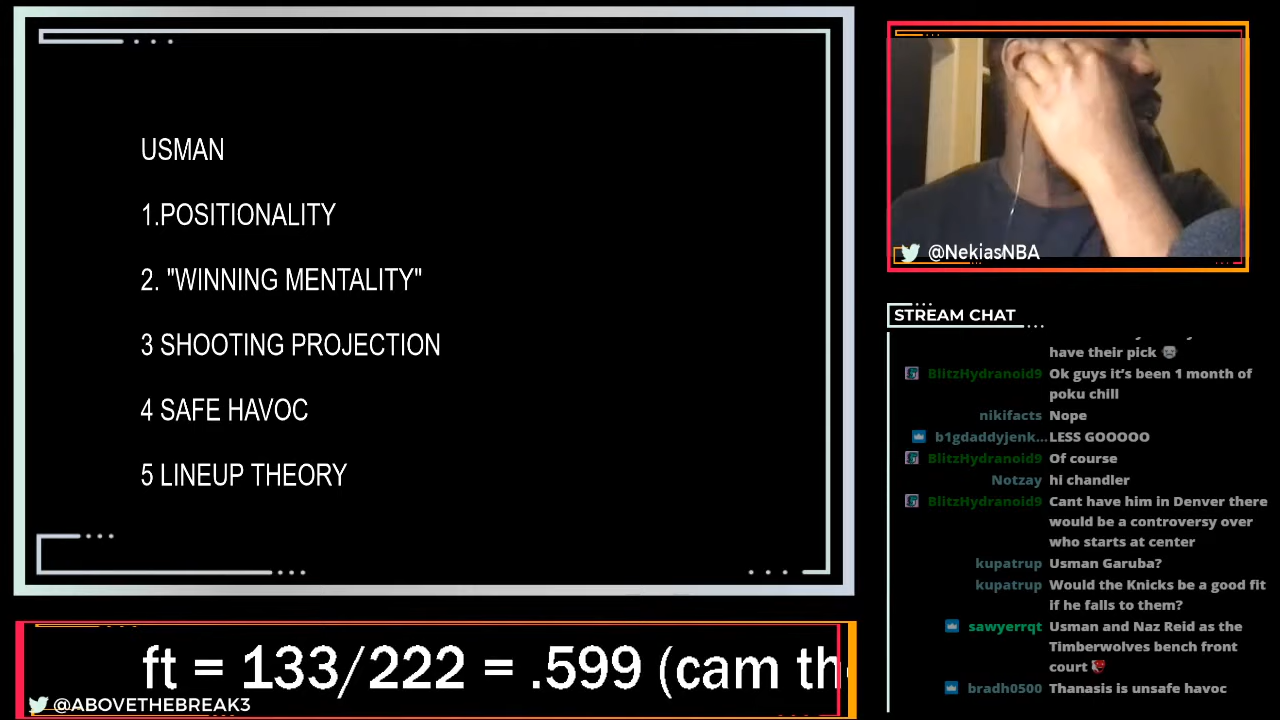 USMAN
1.POSITIONALITY
2. "WINNING MENTALITY"
3 SHOOTING PROJECTION
4 SAFE HAVOC
5 LINEUP THEORY
ft = 133/222 = .599 (cam th
@ABOVETHEBREAK3
@NekiasNBA
STREAM CHAT
have their pick
BlitzHydranoid9 Ok guys it’s been 1 month of
poku chill
nikifacts Nope
b1gdaddyjenk... LESS GOOOOO
BlitzHydranoid9 Of course
Notzay hi chandler
BlitzHydranoid9 Cant have him in Denver there
would be a controversy over
who starts at center
kupatrup Usman Garuba?
kupatrup Would the Knicks be a good fit
if he falls to them?
sawyerrqt Usman and Naz Reid as the
Timberwolves bench front
court
bradh0500 Thanasis is unsafe havoc